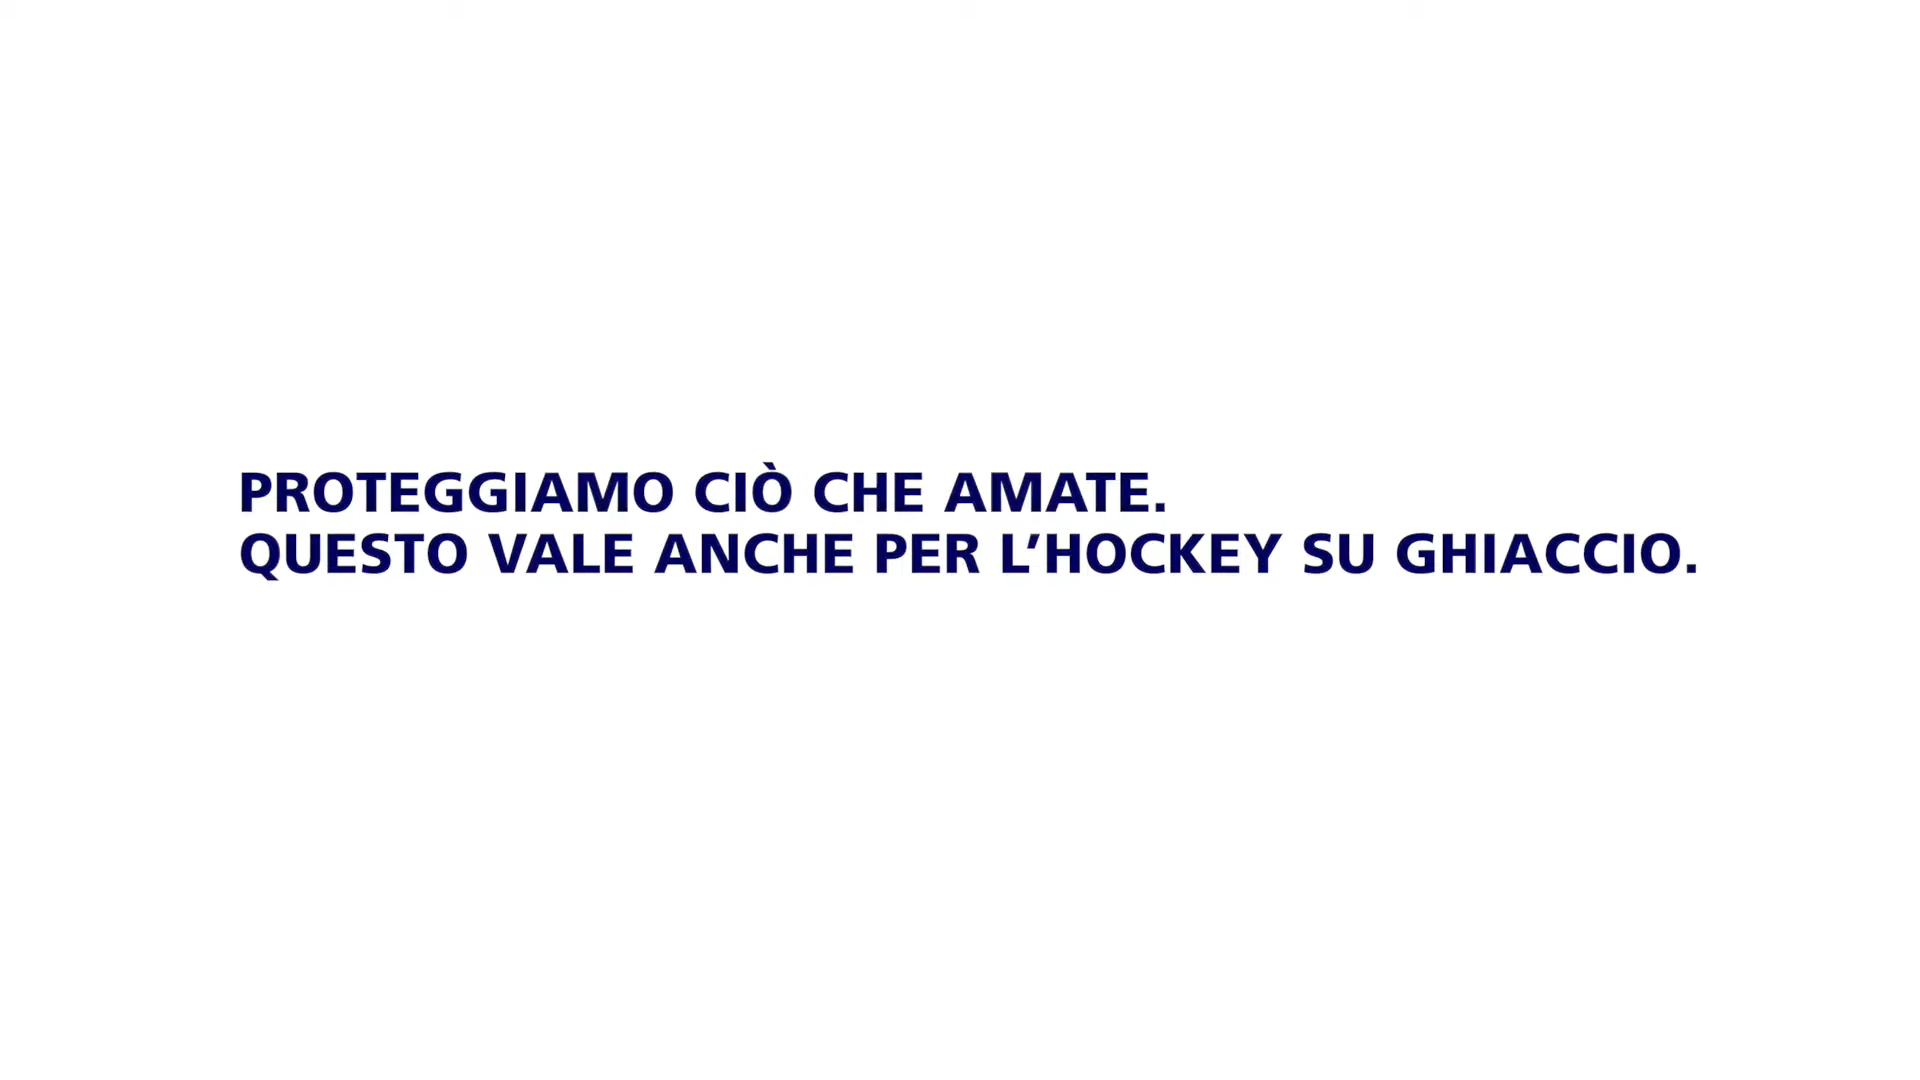 PROTEGGIAMO CIÒ CHE AMATE.
QUESTO VALE ANCHE PER L’HOCKEY SU GHIACCIO.